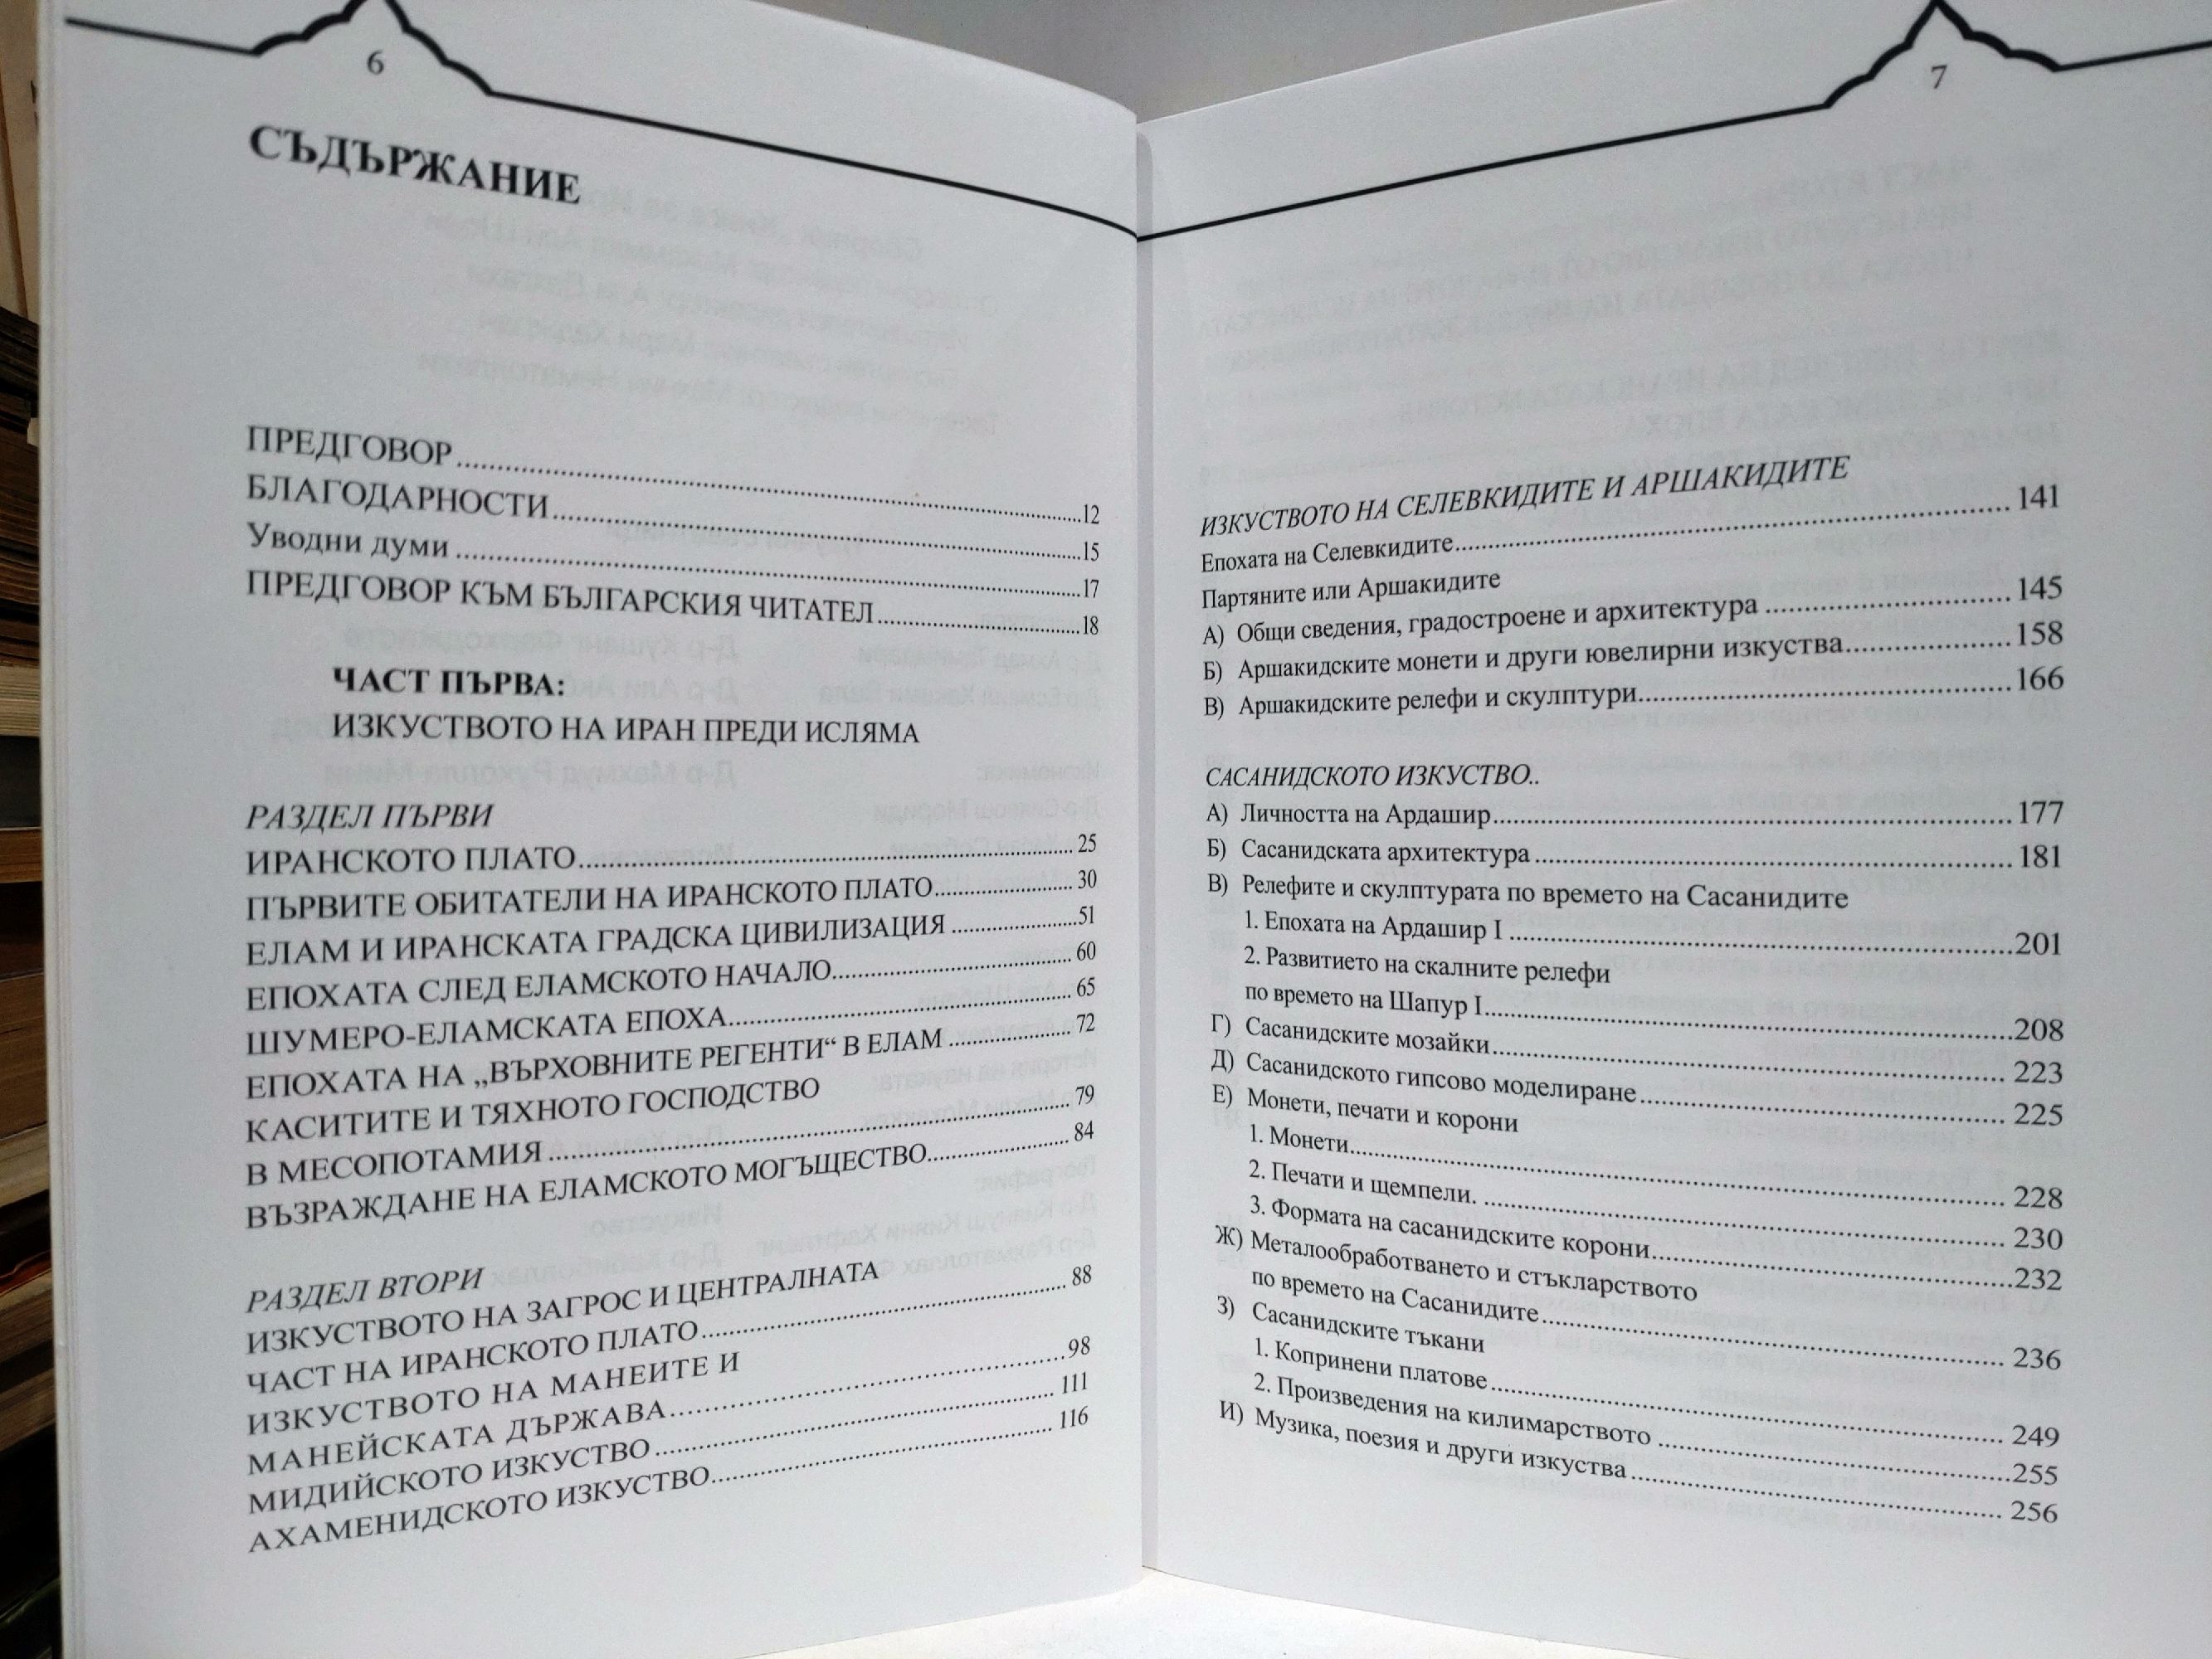 6
СЪДЪРЖАНИЕ
ПРЕДГОВОР........12
БЛАГОДАРНОСТИ........15
Уводни думи........17
ПРЕДГОВОР КЪМ БЪЛГАРСКИЯ ЧИТАТЕЛ........18
ЧАСТ ПЪРВА:
ИЗКУСТВОТО НА ИРАН ПРЕДИ ИСЛЯМА
РАЗДЕЛ ПЪРВИ
ИРАНСКОТО ПЛАТО........25
ПЪРВИТЕ ОБИТАТЕЛИ НА ИРАНСКОТО ПЛАТО........30
ЕЛАМ И ИРАНСКАТА ГРАДСКА ЦИВИЛИЗАЦИЯ........51
ЕПОХАТА СЛЕД ЕЛАМСКОТО НАЧАЛО........60
ШУМЕРО-ЕЛАМСКАТА ЕПОХА........65
ЕПОХАТА НА „ВЪРХОВНИТЕ РЕГЕНТИ“ В ЕЛАМ........72
КАСИТИТЕ И ТЯХНОТО ГОСПОДСТВО
В МЕСОПОТАМИЯ........79
ВЪЗРАЖДАНЕ НА ЕЛАМСКОТО МОГЪЩЕСТВО........84
РАЗДЕЛ ВТОРИ
ИЗКУСТВОТО НА ЗАГРОС И ЦЕНТРАЛНАТА
ЧАСТ НА ИРАНСКОТО ПЛАТО........88
ИЗКУСТВОТО НА МАНЕИТЕ И
МАНЕЙСКАТА ДЪРЖАВА........98
МИДИЙСКОТО ИЗКУСТВО........111
АХАМЕНИДСКОТО ИЗКУСТВО........116
7
ИЗКУСТВОТО НА СЕЛЕВКИДИТЕ И АРШАКИДИТЕ
Епохата на Селевкидите........141
Партяните или Аршакидите
А) Общи сведения, градостроене и архитектура........145
Б) Аршакидските монети и други ювелирни изкуства........158
В) Аршакидските релефи и скулптури........166
САСАНИДСКОТО ИЗКУСТВО..
А) Личността на Ардашир........177
Б) Сасанидската архитектура........181
В) Релефите и скулптурата по времето на Сасанидите
1. Епохата на Ардашир I........201
2. Развитието на скалните релефи
по времето на Шапур I........208
Г) Сасанидските мозайки........223
Д) Сасанидското гипсово моделиране........225
Е) Монети, печати и корони
1. Монети........228
2. Печати и щемпели. ........230
3. Формата на сасанидските корони........232
Ж) Металообработването и стъкларството
по времето на Сасанидите........236
З) Сасанидските тъкани
1. Копринени платове........249
2. Произведения на килимарството........255
И) Музика, поезия и други изкуства........256